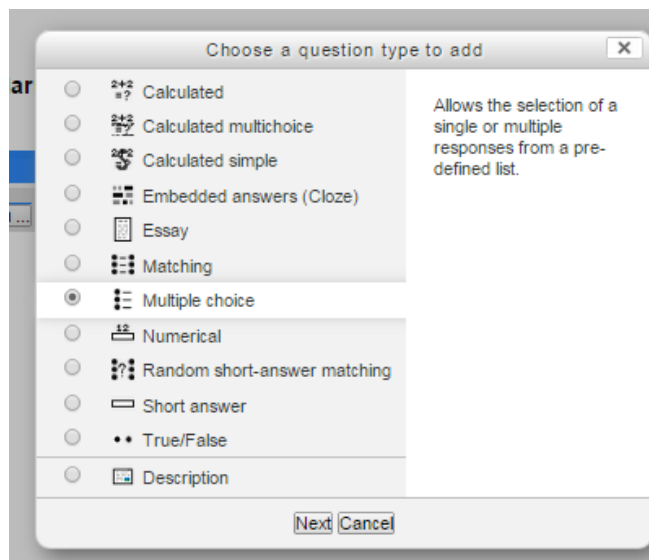 Choose a question type to add
ar
Calculated
Calculated multichoice
Calculated simple
Embedded answers (Cloze)
Essay
Matching
Multiple choice
Numerical
Random short-answer matching
Short answer
True/False
Description
Allows the selection of a
single or multiple
responses from a pre-
defined list.
...
Next Cancel